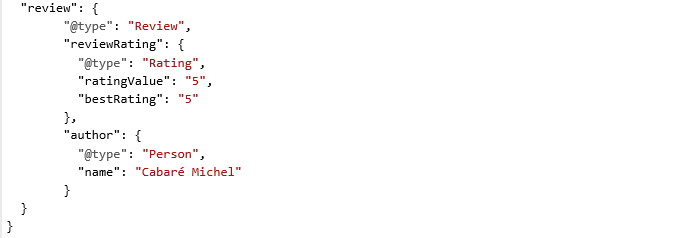 "review": {
"@type": "Review",
"reviewRating": {
"@type": "Rating",
"ratingValue": "5",
"bestRating": "5"
},
"author": {
"@type": "Person",
"name": "Cabaré Michel"
}
}
}